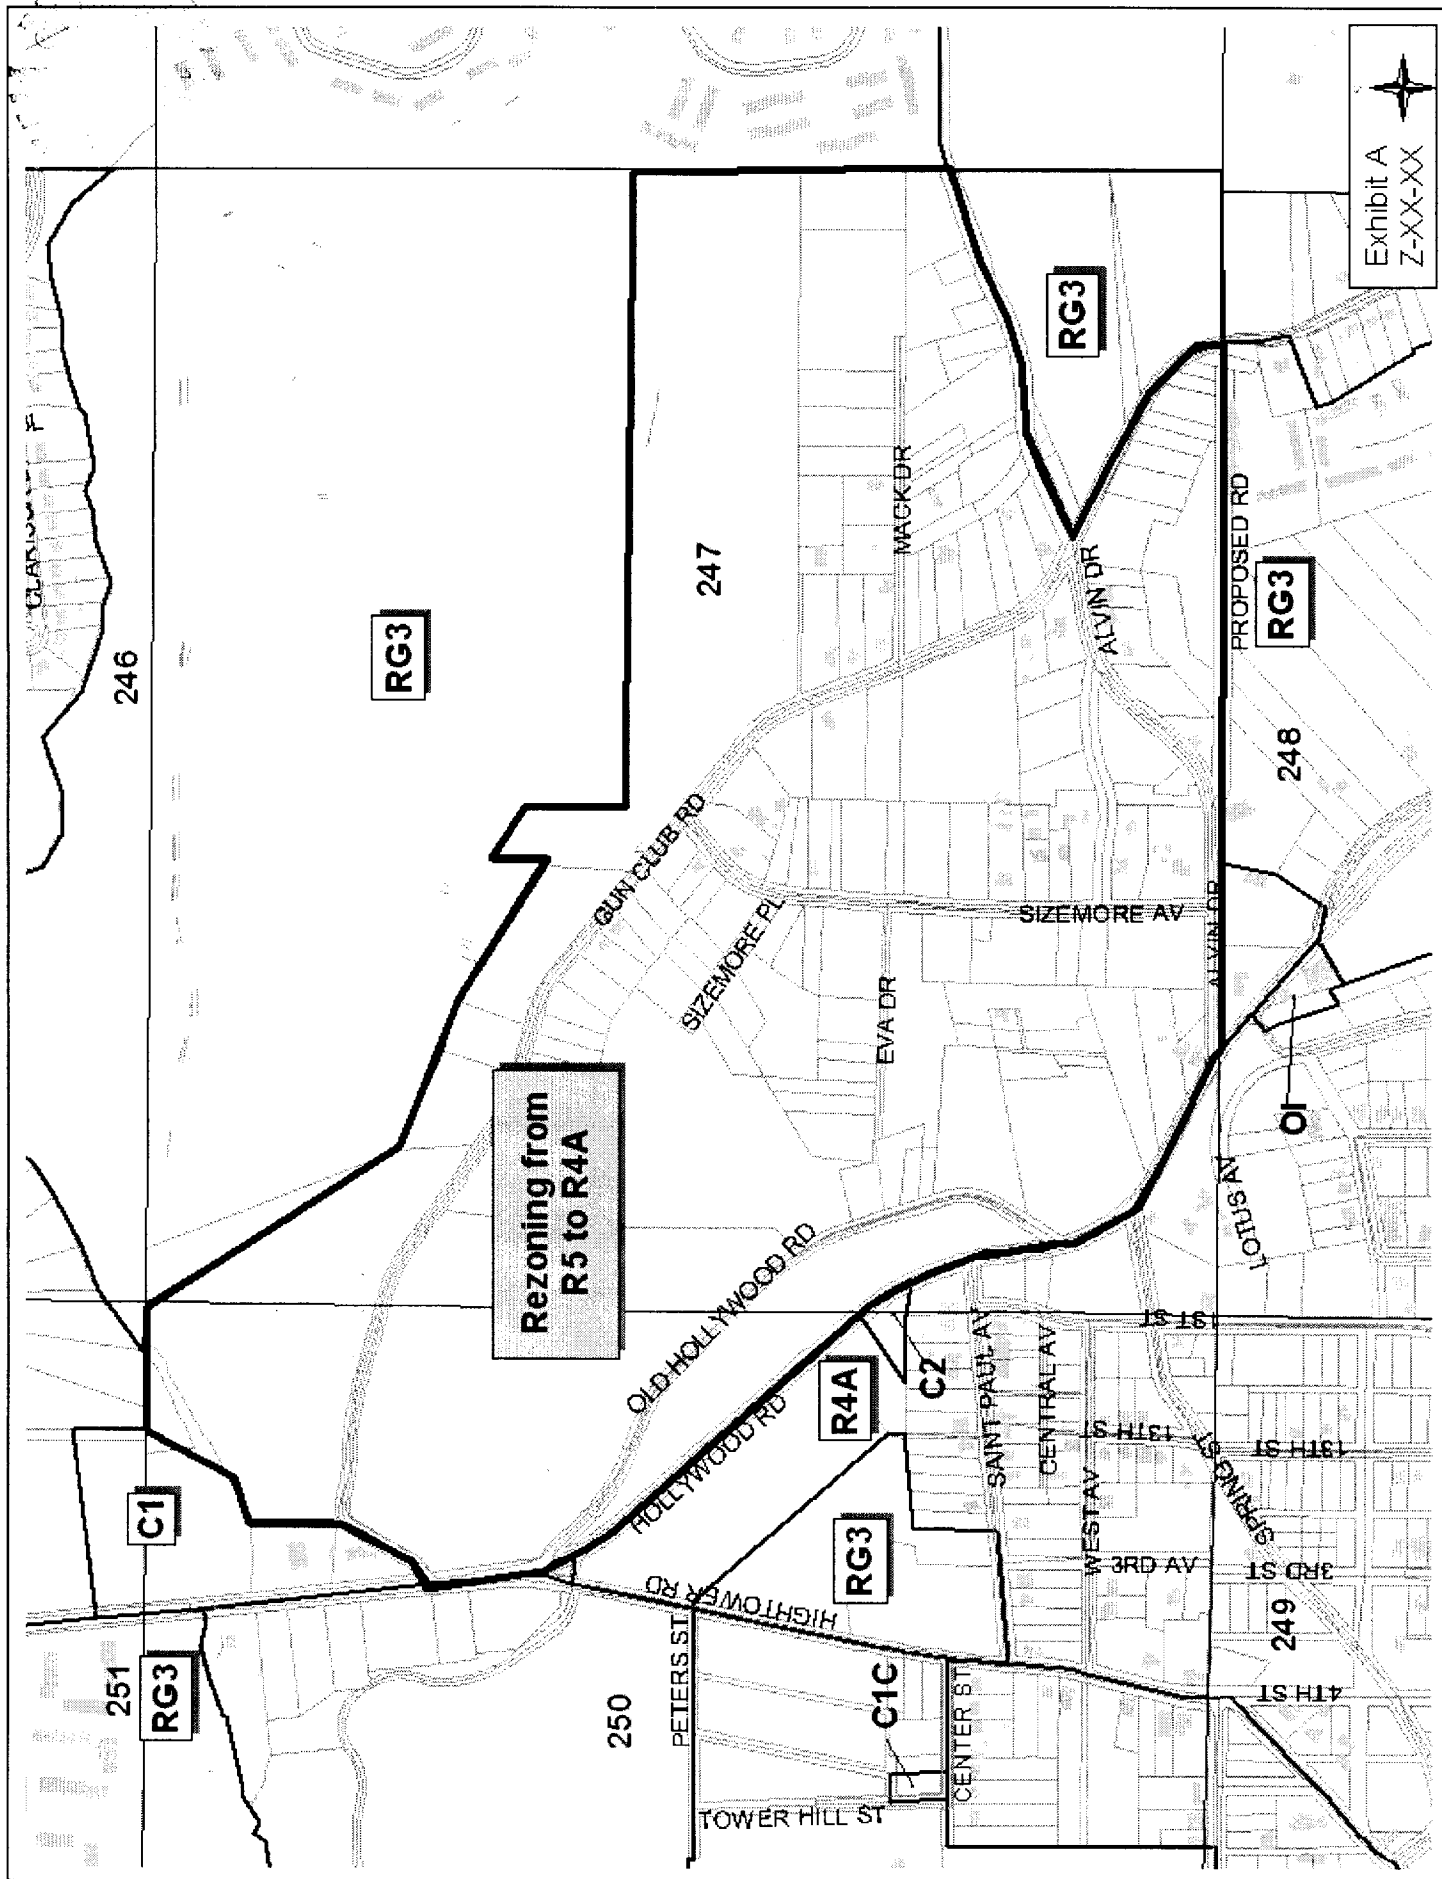 CLARISS
246
RG3
247
Rezoning from
R5 to R4A
C1
251
RG3
GUN CLUB RD
SIZEMORE PL
EVA DR
SIZEMORE AV
MACK DR
ALVIN DR
ALVIN DR
RG3
PROPOSED RD
RG3
248
OI
LOTUS AV
OLD HOLLYWOOD RD
HOLLYWOOD RD
R4A
C2
SAINT PAUL AV
CENTRAL AV
1ST ST
13TH ST
13TH ST
WEST AV
SPRING ST
3RD AV
3RD ST
249
4TH ST
RG3
HIGHTOWER RD
PETERS ST
250
C1C
CENTER ST
TOWER HILL ST
Exhibit A
Z-XX-XX